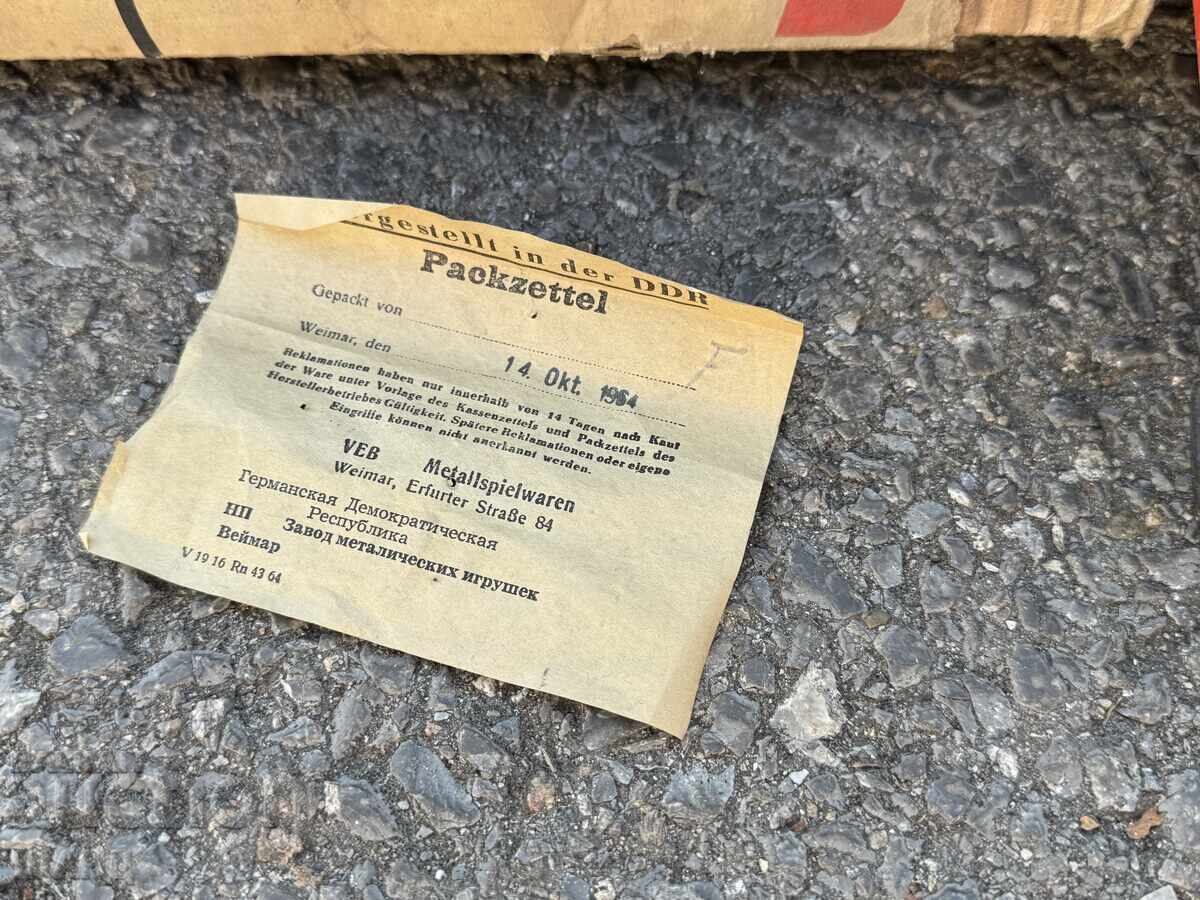 ergestellt in der DDR
Packzettel
Gepackt von
Weimar, den 14. Okt. 1964
Reklamationen haben nur innerhalb von 14 Tagen nach Kauf
der Ware unter Vorlage des Kassenzettels und Packzettels des
Herstellerbetriebes Gültigkeit. Spätere Reklamationen oder eigene
Eingriffe können nicht anerkannt werden.
VEB Metallspielwaren
Weimar, Erfurter Straße 84
Германская Демократическая
Республика
НП Завод металических игрушек
Веймар
V 19 16 Rn 43 64